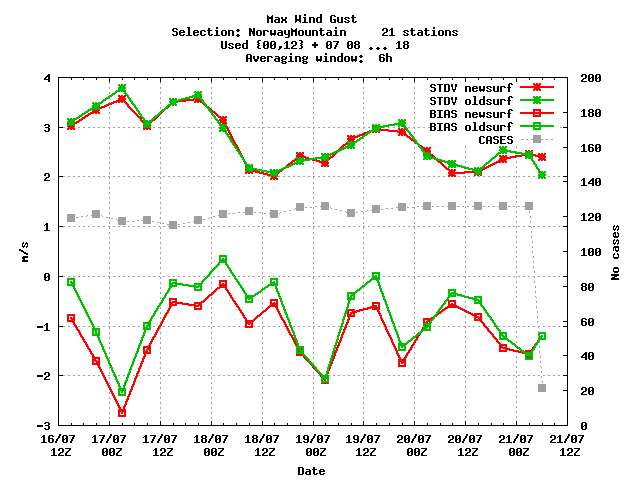 Max Wind Gust
Selection: NorwayMountain     21 stations
Used {00,12} + 07 08 ... 18
Averaging window:  6h
STDV newsurf
STDV oldsurf
BIAS newsurf
BIAS oldsurf
CASES
4
3
2
1
0
-1
-2
-3
m/s
200
180
160
140
120
100
80
60
40
20
0
No cases
16/07 17/07 17/07 18/07 18/07 19/07 19/07 20/07 20/07 21/07 21/07
12Z 00Z 12Z 00Z 12Z 00Z 12Z 00Z 12Z 00Z 12Z
Date